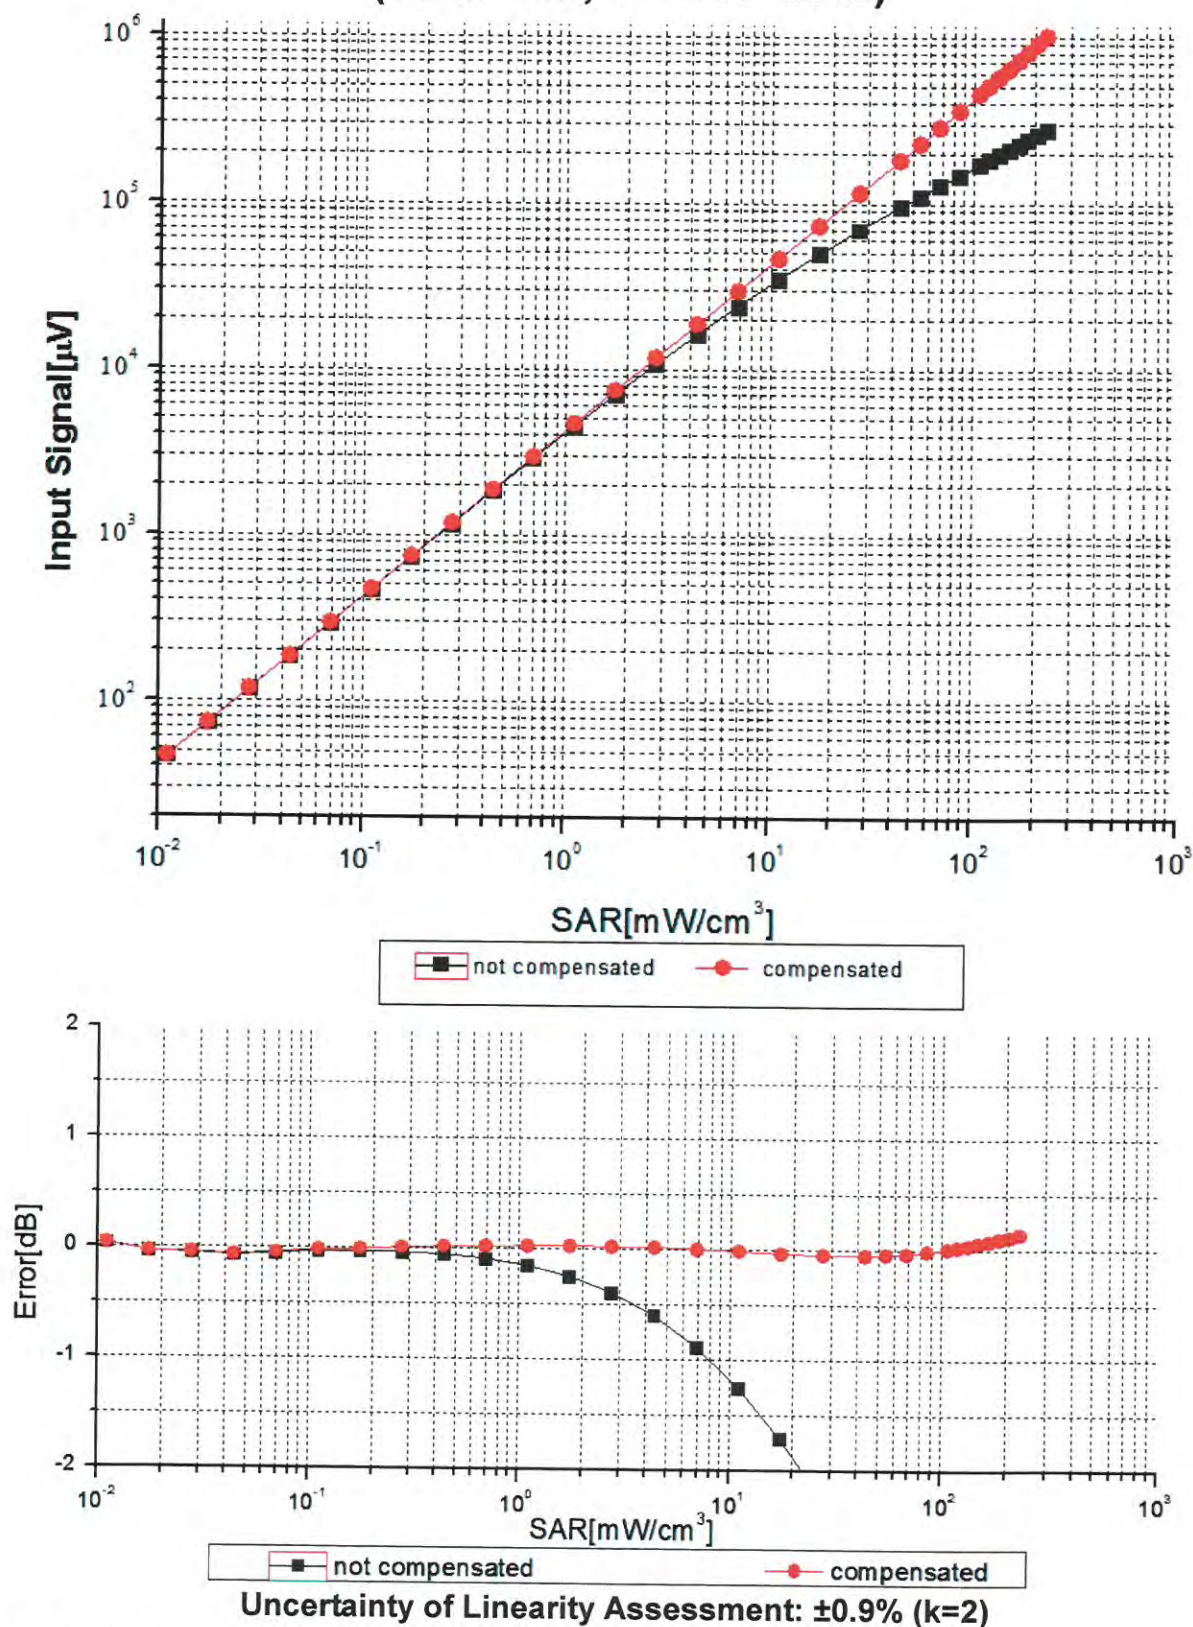 10^6
10^5
10^4
10^3
10^2
Input Signal[µV]
10^-2 10^-1 10^0 10^1 10^2 10^3
SAR[mW/cm^3]
not compensated compensated
2
1
0
-1
-2
Error[dB]
10^-2 10^-1 10^0 10^1 10^2 10^3
SAR[mW/cm^3]
not compensated compensated
Uncertainty of Linearity Assessment: ±0.9% (k=2)